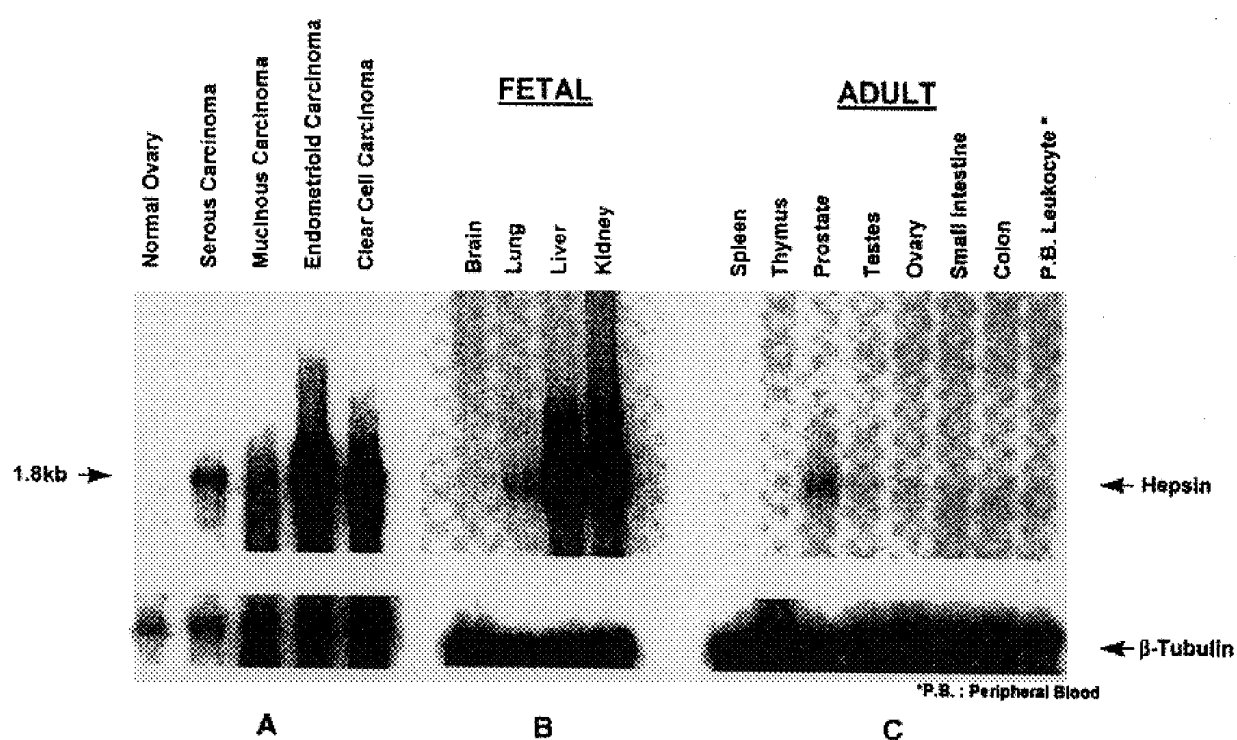 Normal Ovary
Serous Carcinoma
Mucinous Carcinoma
Endometrioid Carcinoma
Clear Cell Carcinoma
FETAL
Brain
Lung
Liver
Kidney
ADULT
Spleen
Thymus
Prostate
Testes
Ovary
Small Intestine
Colon
P.B. Leukocyte*
1.8kb
Hepsin
β-Tubulin
*P.B. : Peripheral Blood
A
B
C